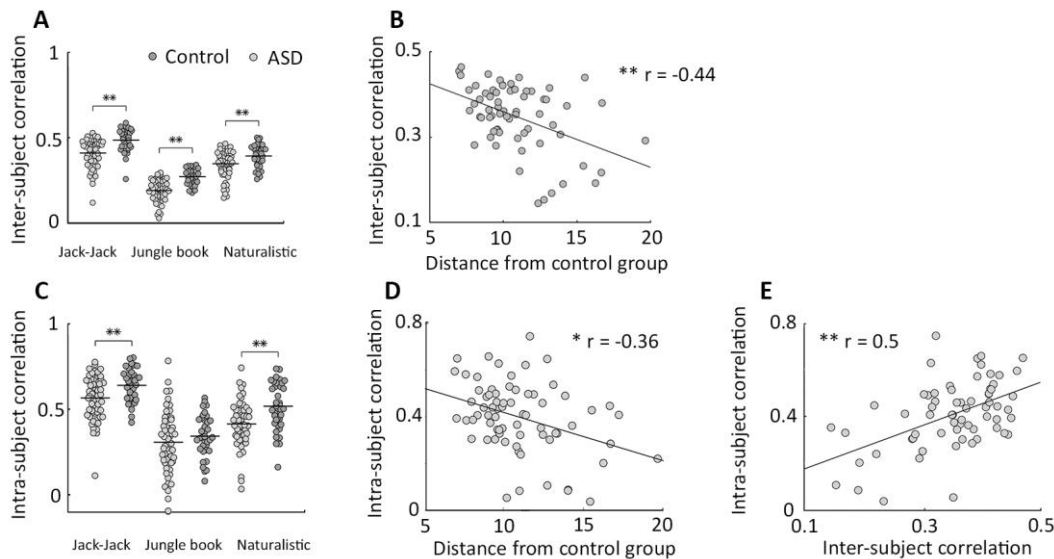 A
Inter-subject correlation
1
0.5
0
Control
ASD
**
**
**
Jack-Jack
Jungle book
Naturalistic
B
Inter-subject correlation
0.5
0.3
0.1
** r = -0.44
5
10
15
20
Distance from control group
C
Intra-subject correlation
1
0.5
0
**
**
Jack-Jack
Jungle book
Naturalistic
D
Intra-subject correlation
0.8
0.4
0
* r = -0.36
5
10
15
20
Distance from control group
E
Intra-subject correlation
0.8
0.4
0
** r = 0.5
0.1
0.3
0.5
Inter-subject correlation